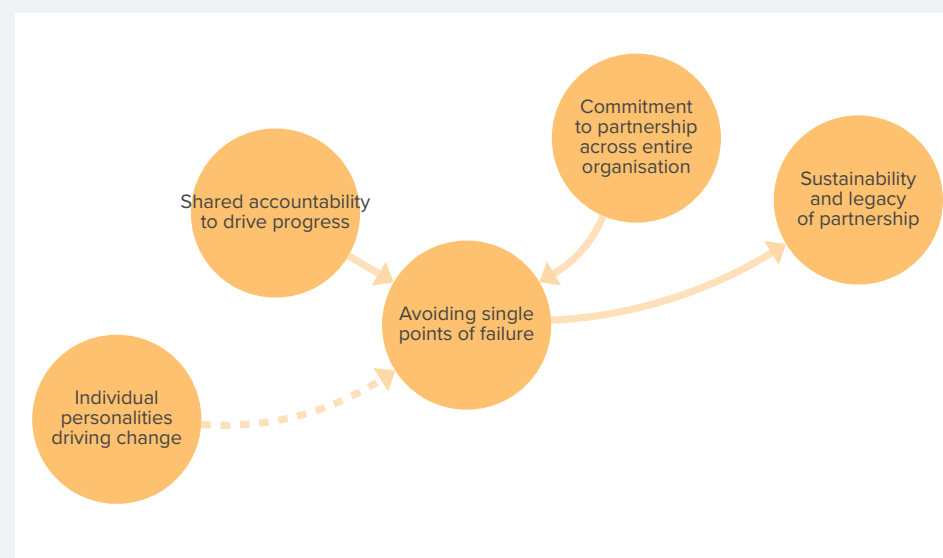 Commitment
to partnership
across entire
organisation
Sustainability
and legacy
of partnership
Shared accountability
to drive progress
Avoiding single
points of failure
Individual
personalities
driving change